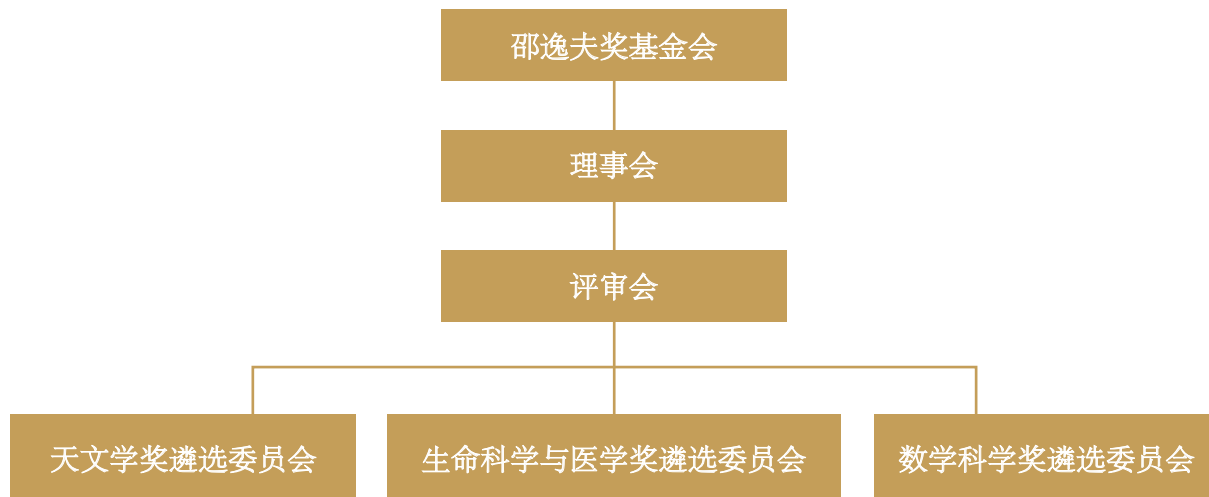 邵逸夫奖基金会
理事会
评审会
天文学奖遴选委员会
生命科学与医学奖遴选委员会
数学科学奖遴选委员会